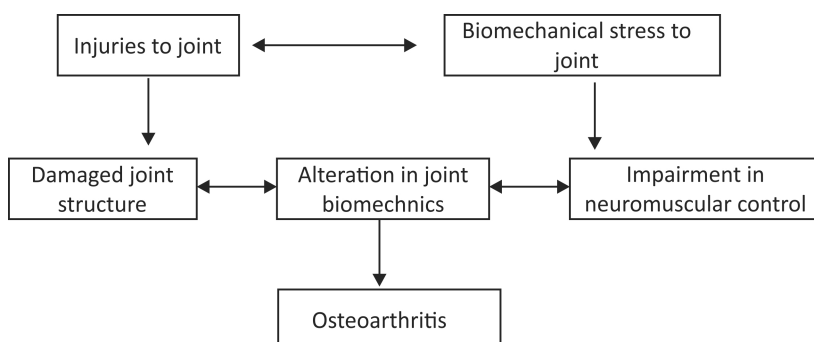 Injuries to joint
Biomechanical stress to
joint
Damaged joint
structure
Alteration in joint
biomechnics
Impairment in
neuromuscular control
Osteoarthritis